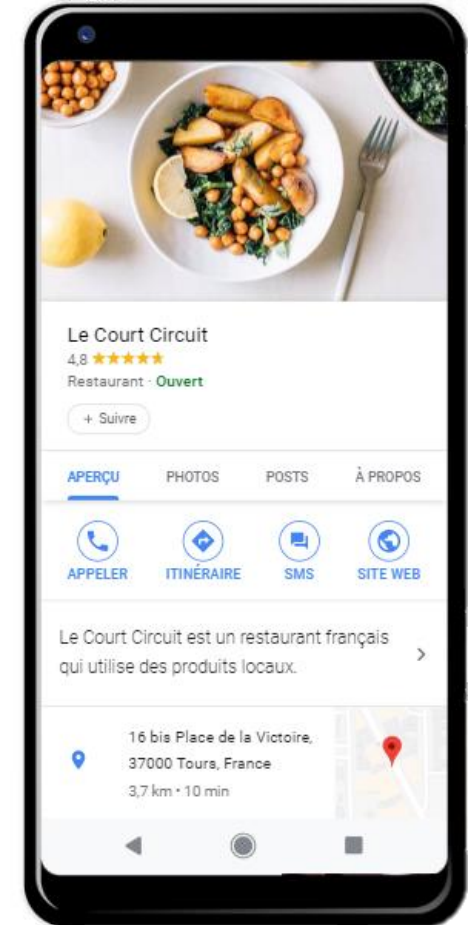 Le Court Circuit
4,8
Restaurant · Ouvert
+ Suivre
APERÇU PHOTOS POSTS À PROPOS
APPELER ITINÉRAIRE SMS SITE WEB
Le Court Circuit est un restaurant français
qui utilise des produits locaux.
16 bis Place de la Victoire,
37000 Tours, France
3,7 km · 10 min